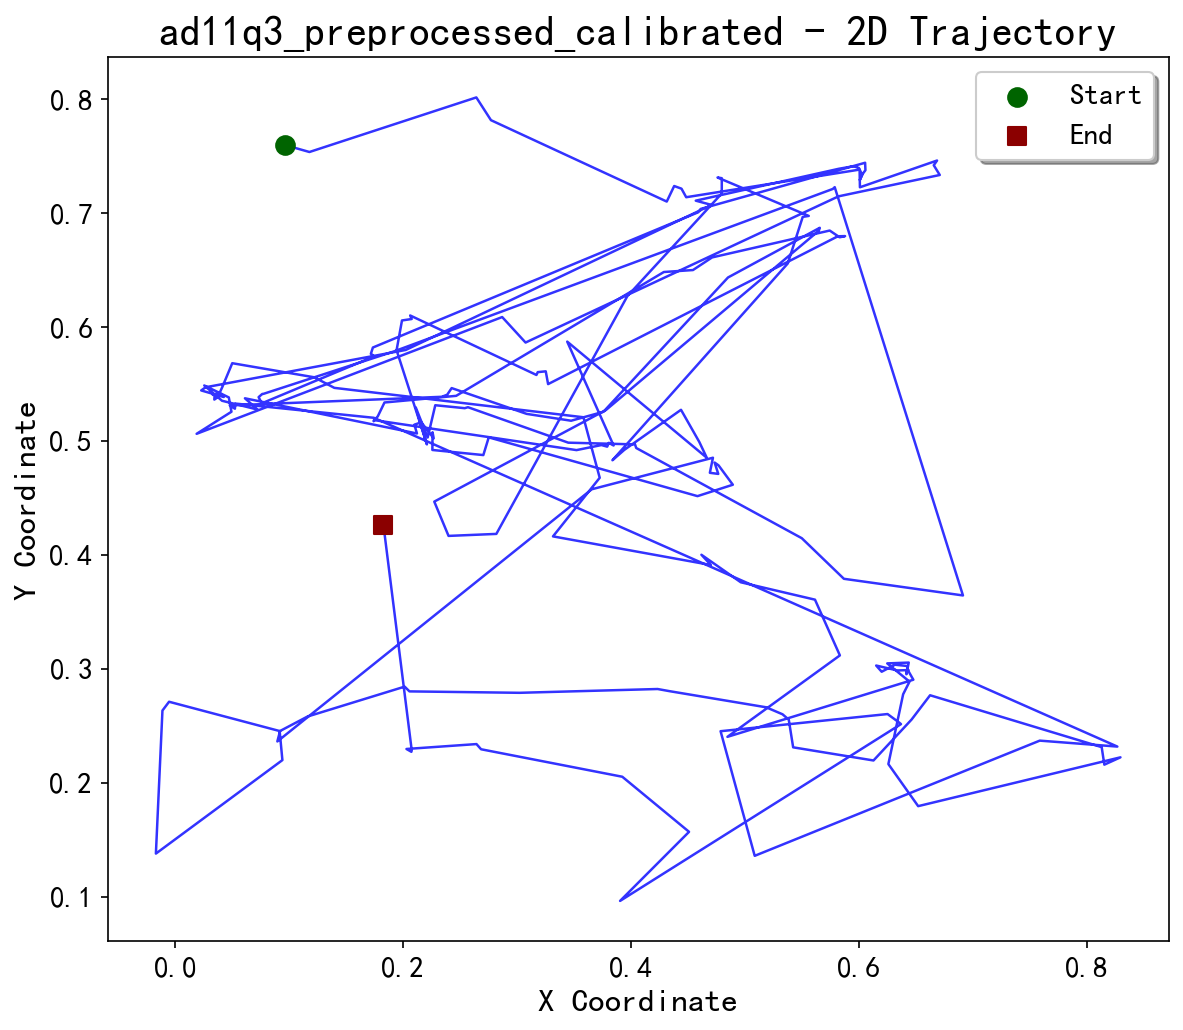 ad11q3_preprocessed_calibrated - 2D Trajectory
Start
End
Y Coordinate
0.8
0.7
0.6
0.5
0.4
0.3
0.2
0.1
0.0 0.2 0.4 0.6 0.8
X Coordinate